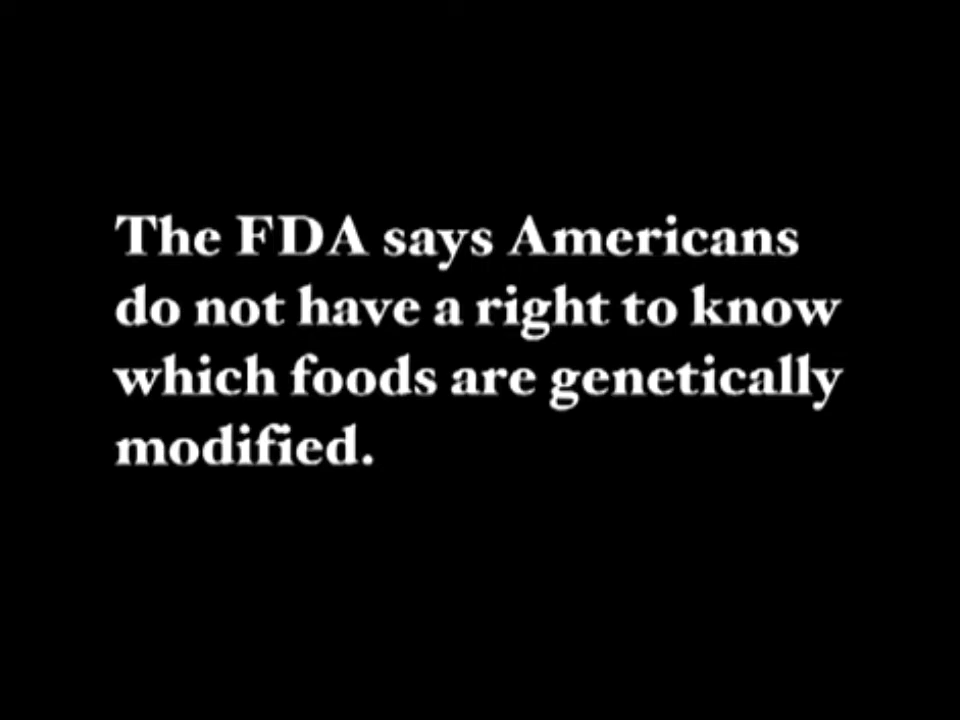 The FDA says Americans
do not have a right to know
which foods are genetically
modified.